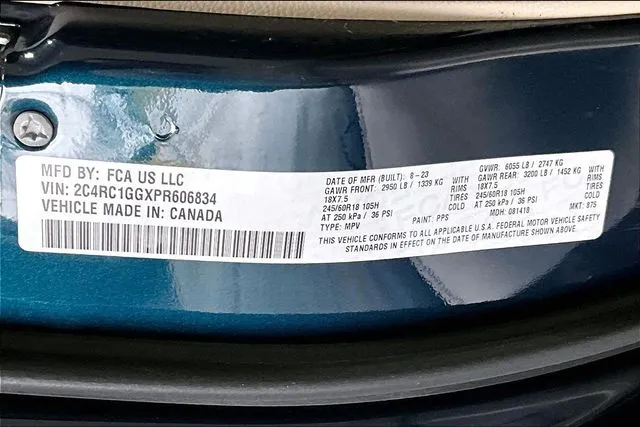 MFD BY: FCA US LLC
VIN: 2C4RC1GGXPR606834
VEHICLE MADE IN: CANADA
DATE OF MFR (BUILT): 8-23
GAWR FRONT: 2950 LB / 1339 KG WITH
18X7.5 RIMS
245/60R18 105H TIRES
AT 250 kPa / 36 PSI COLD
TYPE: MPV PAINT: PPS
GVWR: 6055 LB / 2747 KG
GAWR REAR: 3200 LB / 1452 KG WITH
18X7.5 RIMS
245/60R18 105H TIRES
AT 250 kPa / 36 PSI COLD
MDH: 081418 MKT: 375
THIS VEHICLE CONFORMS TO ALL APPLICABLE U.S.A. FEDERAL MOTOR VEHICLE SAFETY
STANDARDS IN EFFECT ON THE DATE OF MANUFACTURE SHOWN ABOVE.